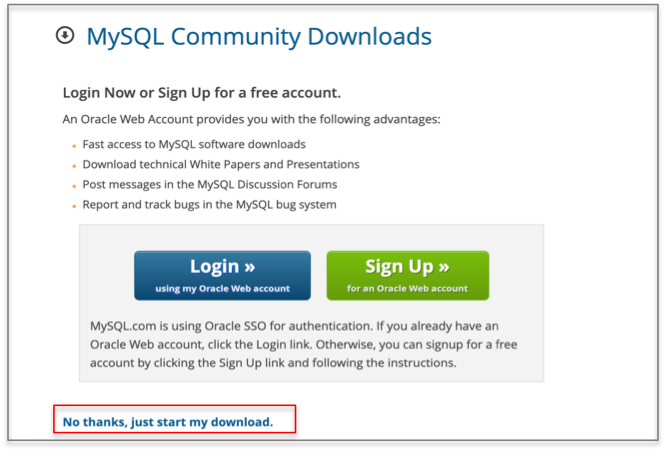 MySQL Community Downloads
Login Now or Sign Up for a free account.
An Oracle Web Account provides you with the following advantages:
Fast access to MySQL software downloads
Download technical White Papers and Presentations
Post messages in the MySQL Discussion Forums
Report and track bugs in the MySQL bug system
Login »
using my Oracle Web account
Sign Up »
for an Oracle Web account
MySQL.com is using Oracle SSO for authentication. If you already have an
Oracle Web account, click the Login link. Otherwise, you can signup for a free
account by clicking the Sign Up link and following the instructions.
No thanks, just start my download.